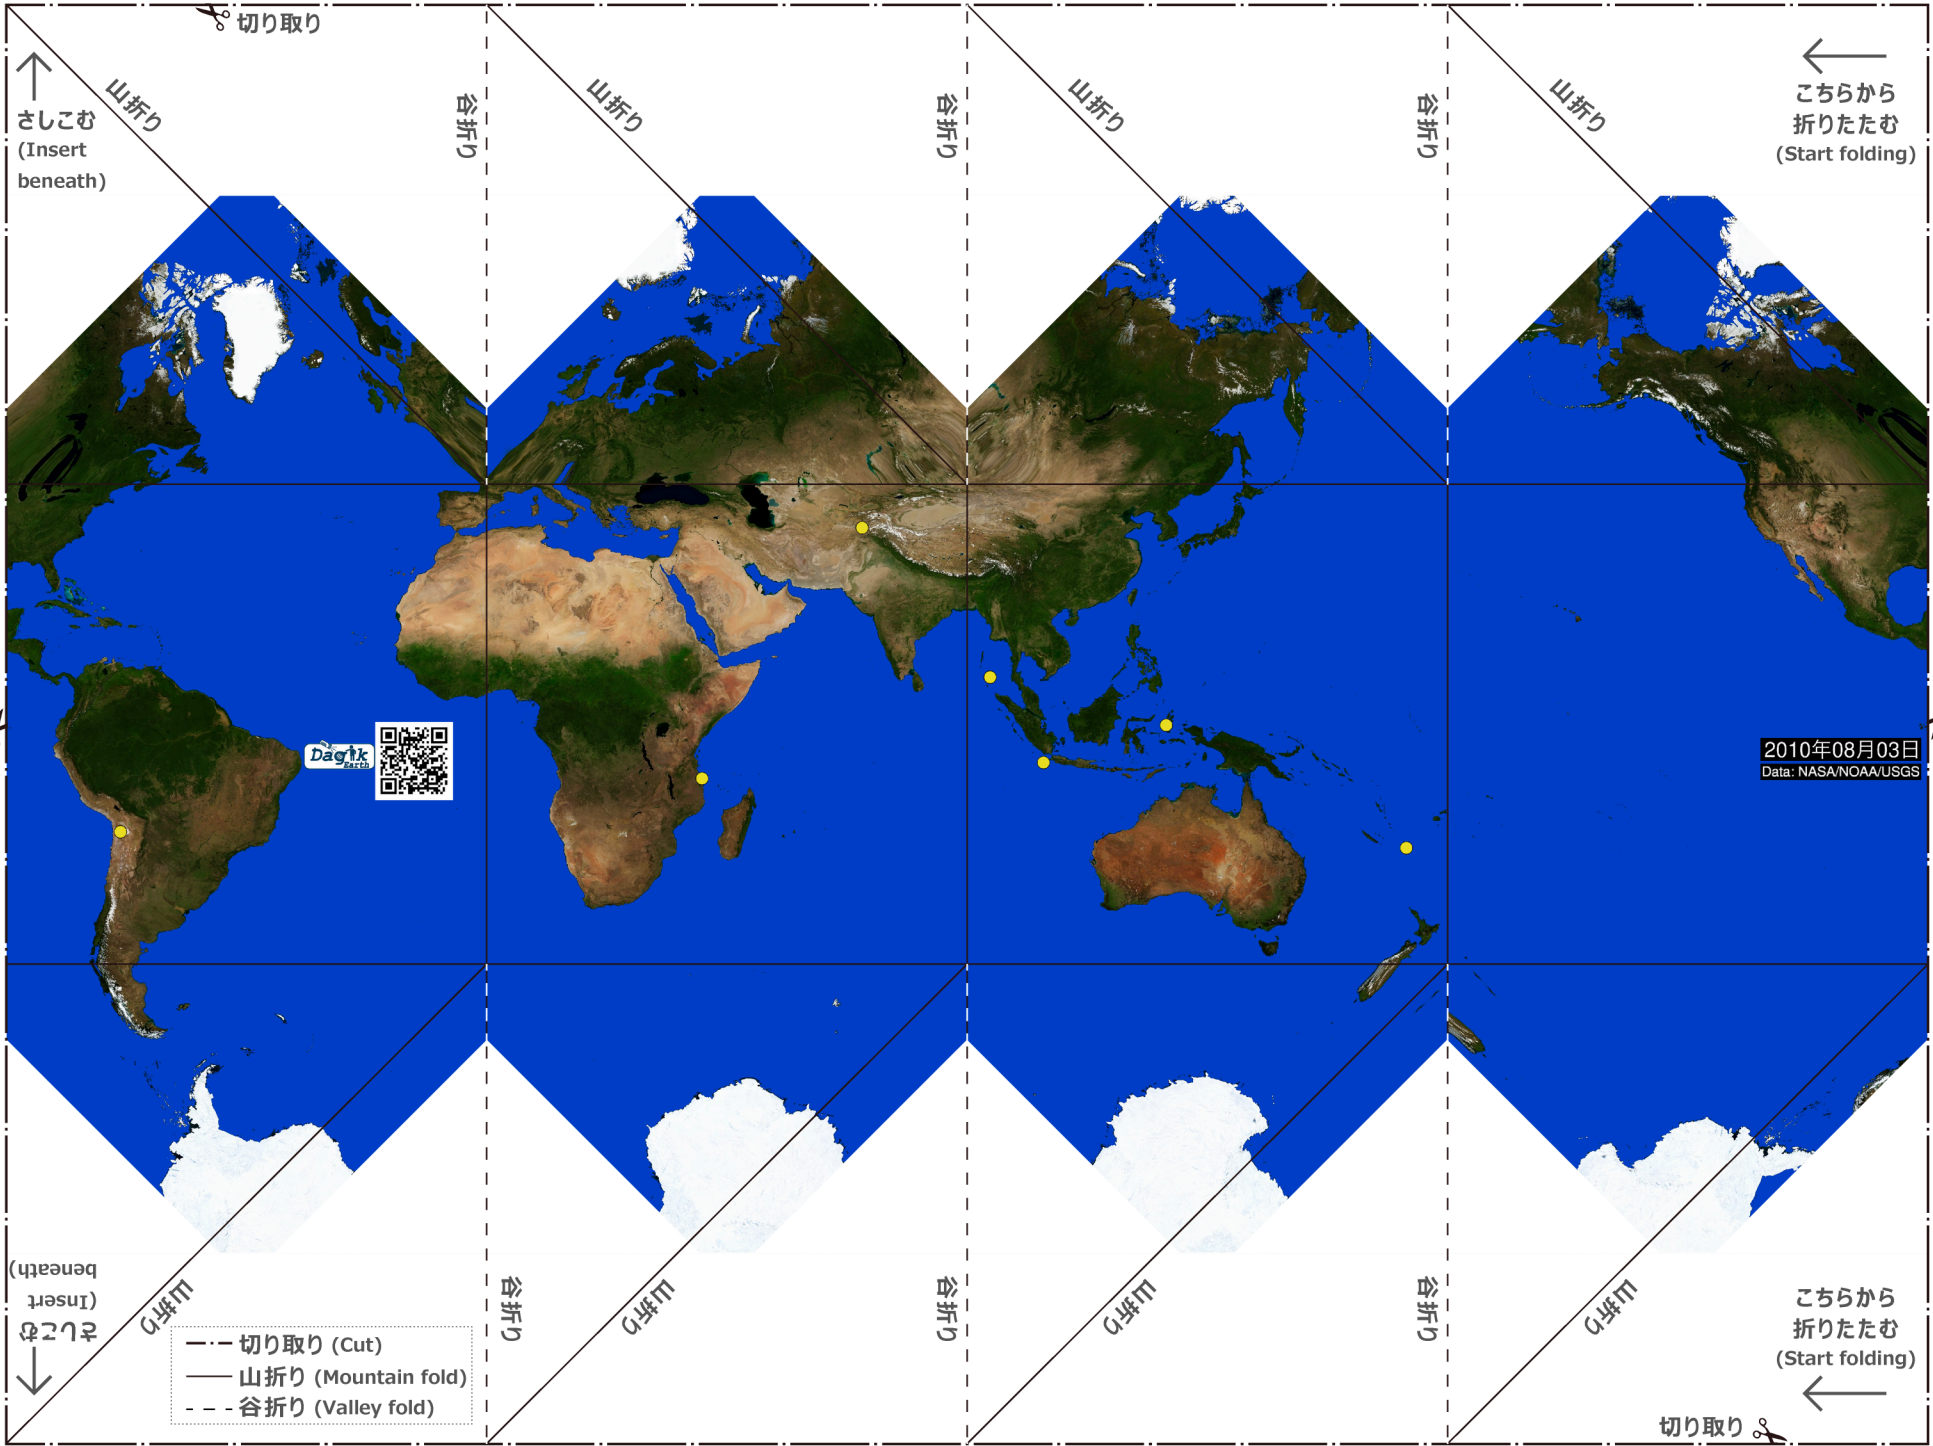 切り取り
さしこむ
(Insert
beneath)
山折り
谷折り
山折り
谷折り
山折り
谷折り
山折り
こちらから
折りたたむ
(Start folding)
Dagik
Earth
2010年08月03日
Data: NASA/NOAA/USGS
さしこむ
(Insert
beneath)
山折り
谷折り
山折り
谷折り
山折り
谷折り
山折り
こちらから
折りたたむ
(Start folding)
切り取り (Cut)
山折り (Mountain fold)
谷折り (Valley fold)
切り取り